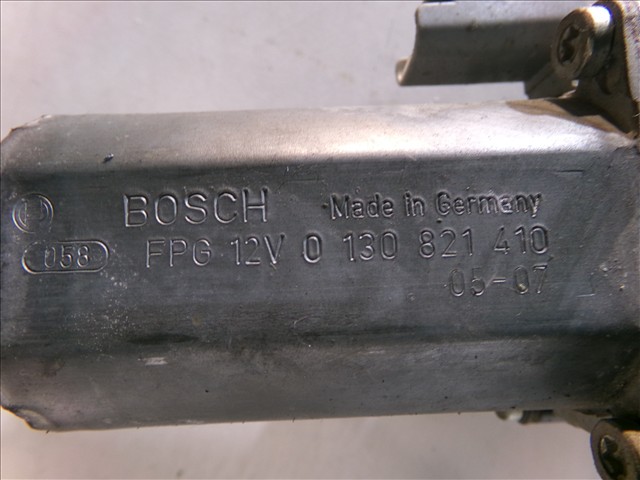 BOSCH Made in Germany
058 FPG 12V 0 130 821 410
05-07